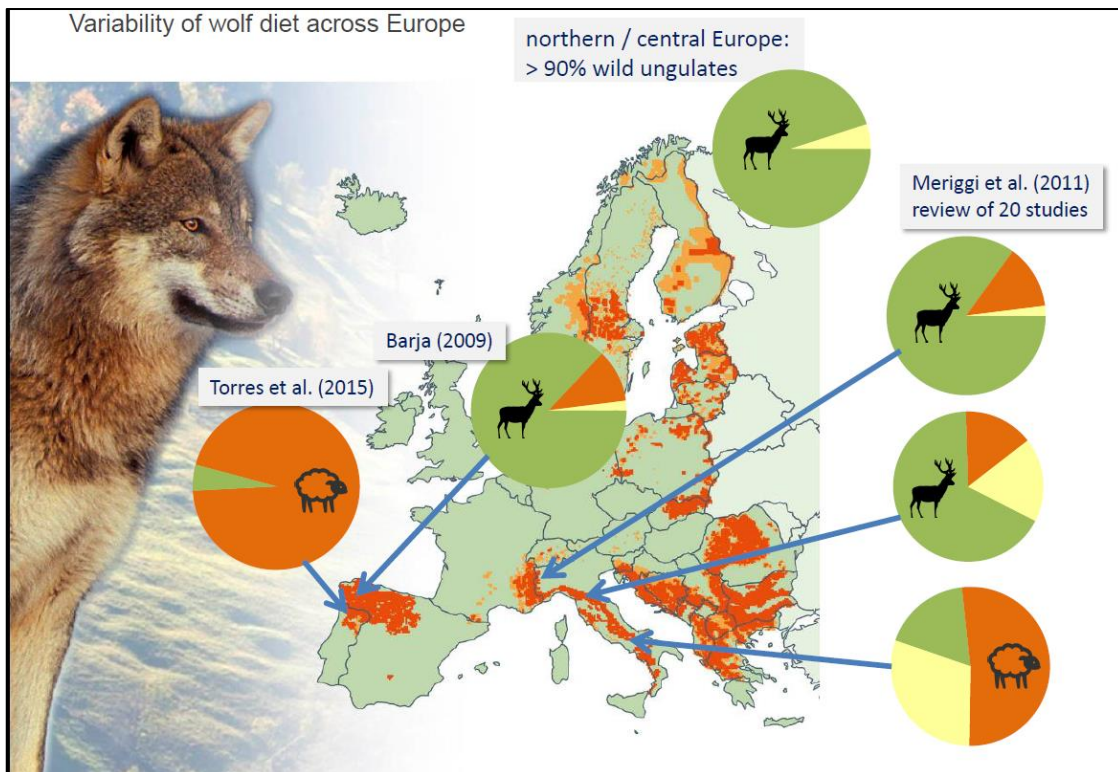 Variability of wolf diet across Europe
northern / central Europe:
> 90% wild ungulates
Meriggi et al. (2011)
review of 20 studies
Barja (2009)
Torres et al. (2015)